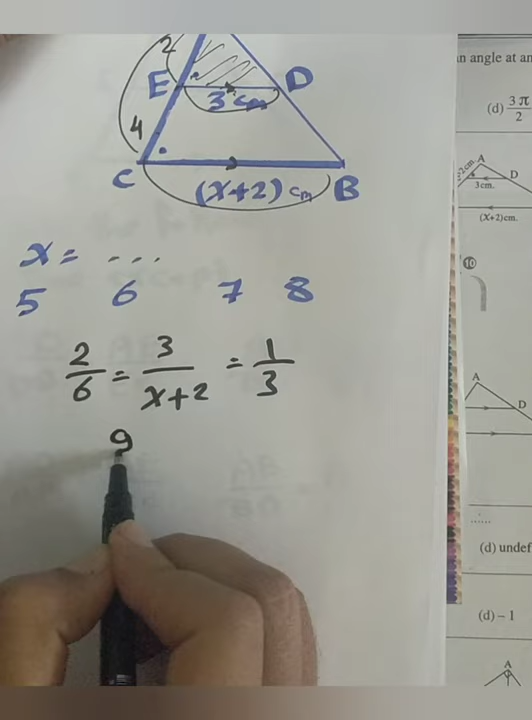 2
E
D
3 cm
4
C
(x+2) cm
B
x = ...
5 6 7 8
2/6 = 3/(x+2) = 1/3
9
n angle at an
(d) 3π/2
A
2cm.
D
3cm.
(X+2)cm.
10
A
D
......
(d) undef
(d) – 1
A